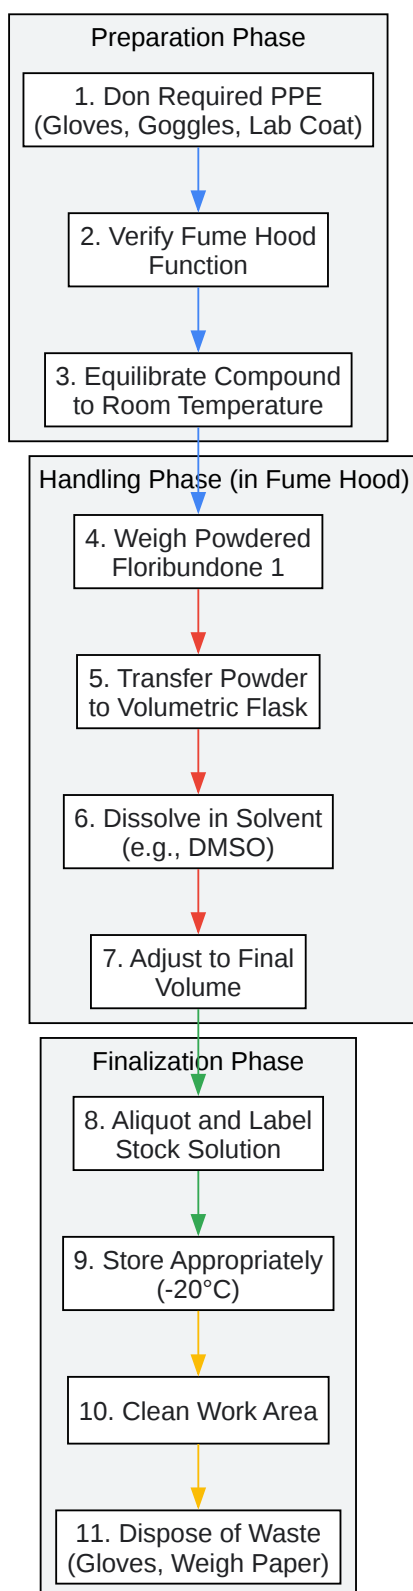 Preparation Phase
1. Don Required PPE
(Gloves, Goggles, Lab Coat)
2. Verify Fume Hood
Function
3. Equilibrate Compound
to Room Temperature
Handling Phase (in Fume Hood)
4. Weigh Powdered
Floribundone 1
5. Transfer Powder
to Volumetric Flask
6. Dissolve in Solvent
(e.g., DMSO)
7. Adjust to Final
Volume
Finalization Phase
8. Aliquot and Label
Stock Solution
9. Store Appropriately
(-20°C)
10. Clean Work Area
11. Dispose of Waste
(Gloves, Weigh Paper)